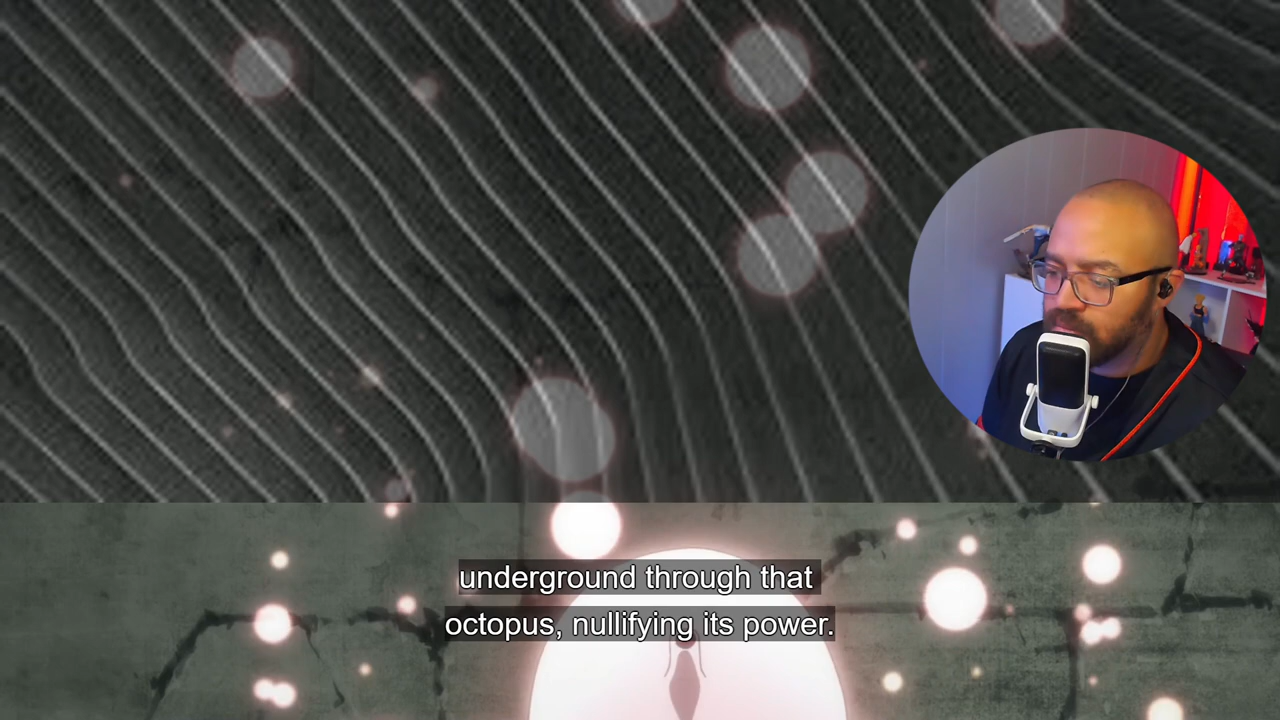 underground through that
octopus, nullifying its power.